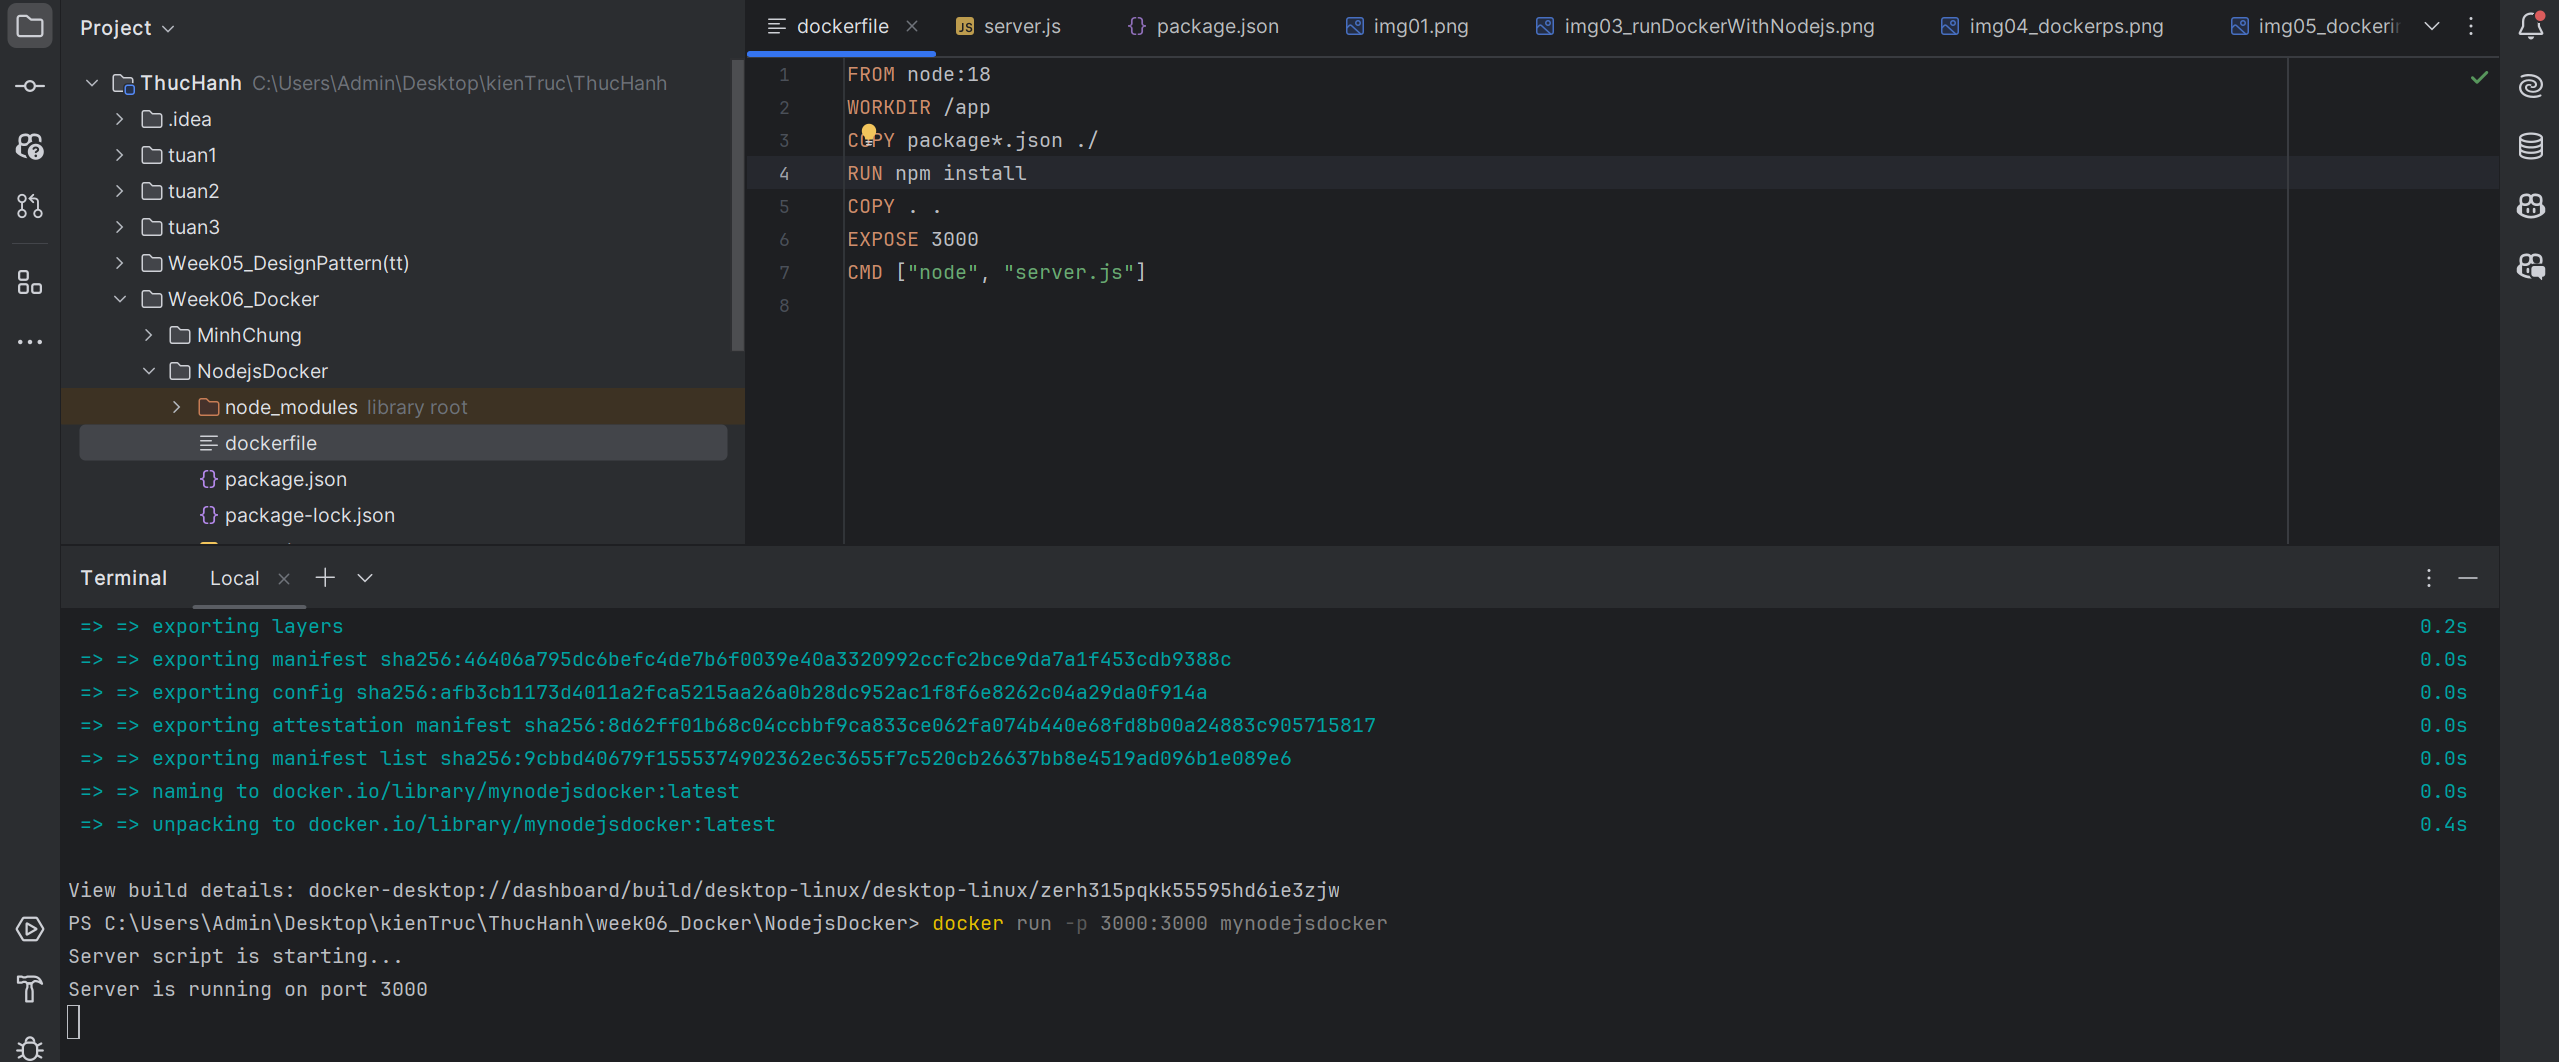 Project
dockerfile
server.js
package.json
img01.png
img03_runDockerWithNodejs.png
img04_dockerps.png
ThucHanh C:\Users\Admin\Desktop\kienTruc\ThucHanh
.idea
tuan1
tuan2
tuan3
Week05_DesignPattern(tt)
Week06_Docker
MinhChung
NodejsDocker
node_modules library root
dockerfile
package.json
package-lock.json
1 FROM node:18
2 WORKDIR /app
3 COPY package*.json ./
4 RUN npm install
5 COPY . .
6 EXPOSE 3000
7 CMD ["node", "server.js"]
8
Terminal Local
=> => exporting layers 0.2s
=> => exporting manifest sha256:46406a795dc6befc4de7b6f0039e40a3320992ccfc2bce9da7a1f453cdb9388c 0.0s
=> => exporting config sha256:afb3cb1173d4011a2fca5215aa26a0b28dc952ac1f8f6e8262c04a29da0f914a 0.0s
=> => exporting attestation manifest sha256:8d62ff01b68c04ccbbf9ca833ce062fa074b440e68fd8b00a24883c905715817 0.0s
=> => exporting manifest list sha256:9cbbd40679f1555374902362ec3655f7c520cb26637bb8e4519ad096b1e089e6 0.0s
=> => naming to docker.io/library/mynodejsdocker:latest 0.0s
=> => unpacking to docker.io/library/mynodejsdocker:latest 0.4s
View build details: docker-desktop://dashboard/build/desktop-linux/desktop-linux/zerh315pqkk55595hd6ie3zjw
PS C:\Users\Admin\Desktop\kienTruc\ThucHanh\week06_Docker\NodejsDocker> docker run -p 3000:3000 mynodejsdocker
Server script is starting...
Server is running on port 3000